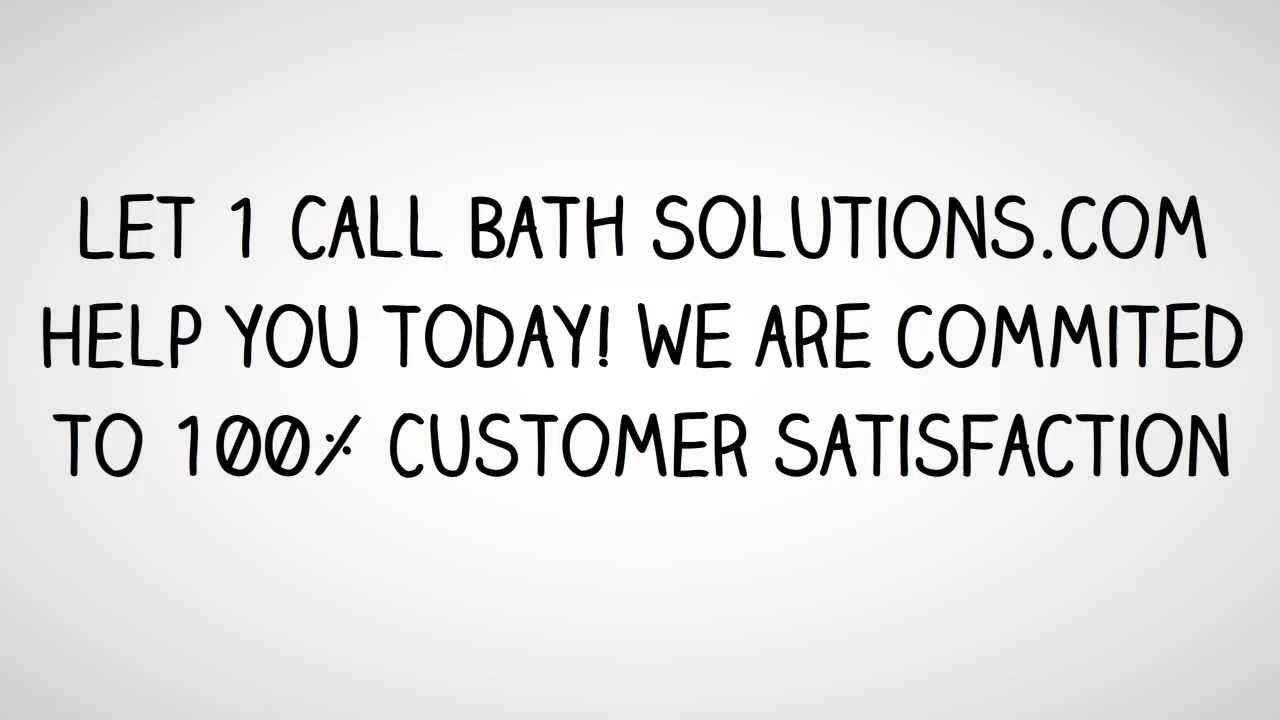 LET 1 CALL BATH SOLUTIONS.COM
HELP YOU TODAY! WE ARE COMMITED
TO 100% CUSTOMER SATISFACTION